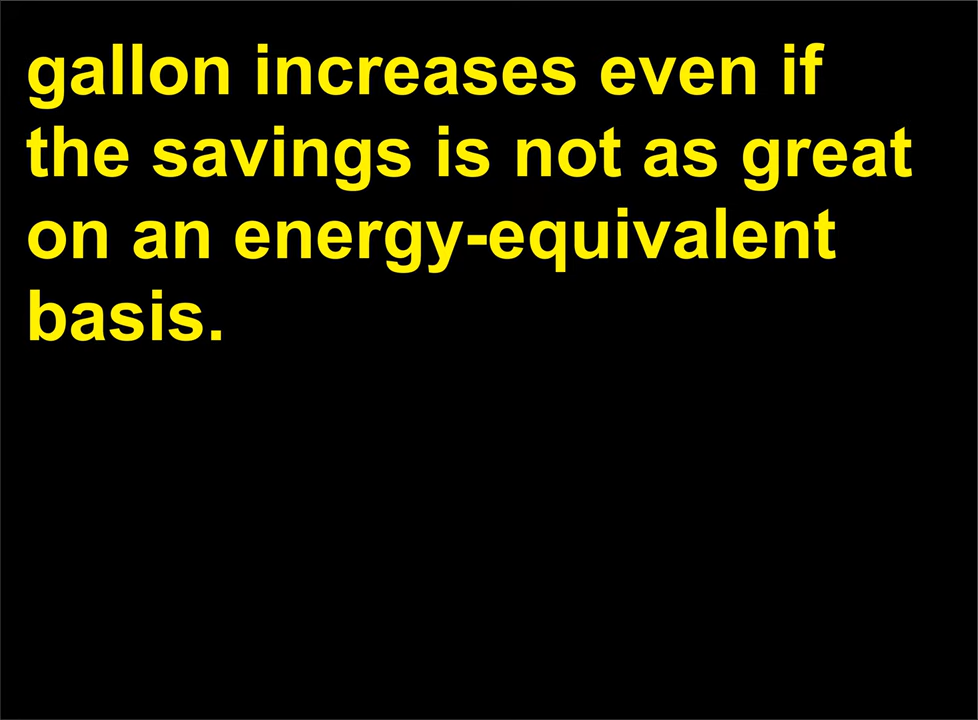 gallon increases even if
the savings is not as great
on an energy-equivalent
basis.